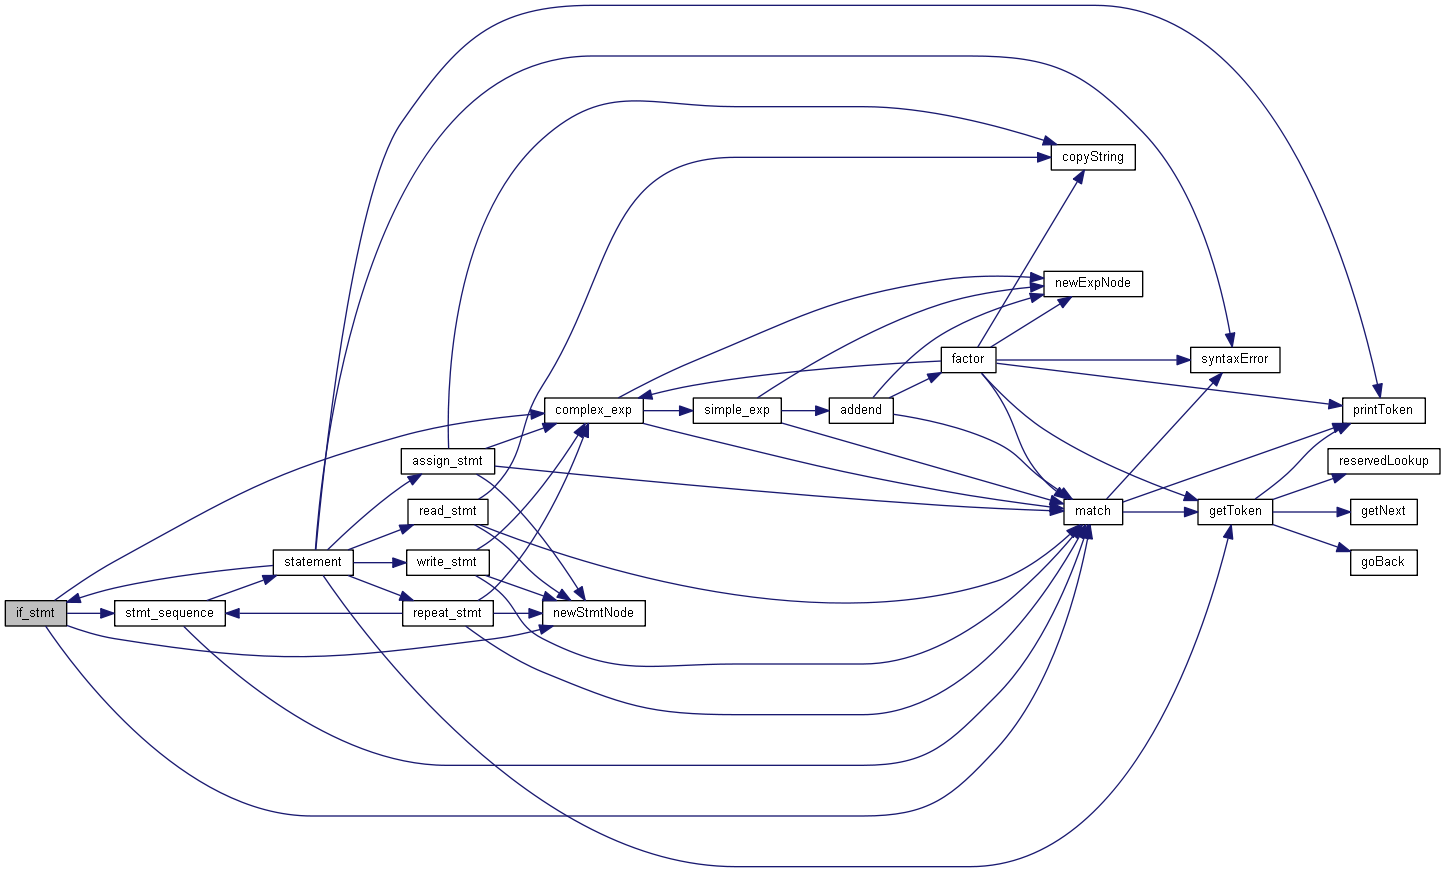 copyString
newExpNode
factor
syntaxError
complex_exp
simple_exp
addend
printToken
assign_stmt
reservedLookup
read_stmt
match
getToken
getNext
statement
write_stmt
goBack
if_stmt
stmt_sequence
repeat_stmt
newStmtNode